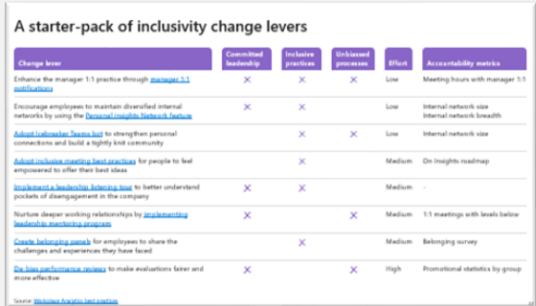 A starter-pack of inclusivity change levers
Change lever
Committed leadership
Inclusive practices
Unbiased processes
Effort
Accountability metrics
Enhance the manager 1:1 practice through manager 1:1
notifications
X X Low Meeting hours with manager 1:1
Encourage employees to maintain diversified internal
networks by using the Personal insights Network feature
X X Low Internal network size
Internal network breadth
Adopt Icebreaker Teams bot to strengthen personal
connections and build a tightly knit community
X X Low Internal network size
Adopt inclusive meeting best practices for people to feel
empowered to offer their best ideas
X Medium On Insights roadmap
Implement a leadership listening tour to better understand
pockets of disengagement in the company
X X Medium -
Nurture deeper working relationships by implementing
leadership mentoring program
X X Medium 1:1 meetings with levels below
Create belonging panels for employees to share the
challenges and experiences they have faced
X Medium Belonging survey
De-bias performance reviews to make evaluations fairer and
more effective
X X High Promotional statistics by group
Source: Workplace Analytics best practices